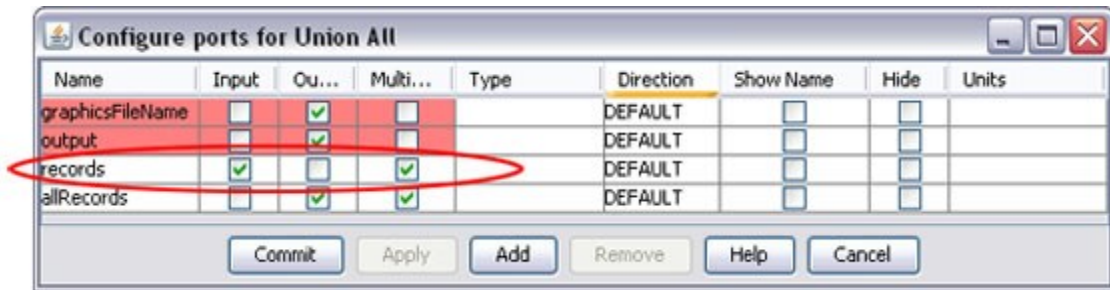 Configure ports for Union All
Name Input Ou... Multi... Type Direction Show Name Hide Units
graphicsFileName DEFAULT
output DEFAULT
records DEFAULT
allRecords DEFAULT
Commit Apply Add Remove Help Cancel